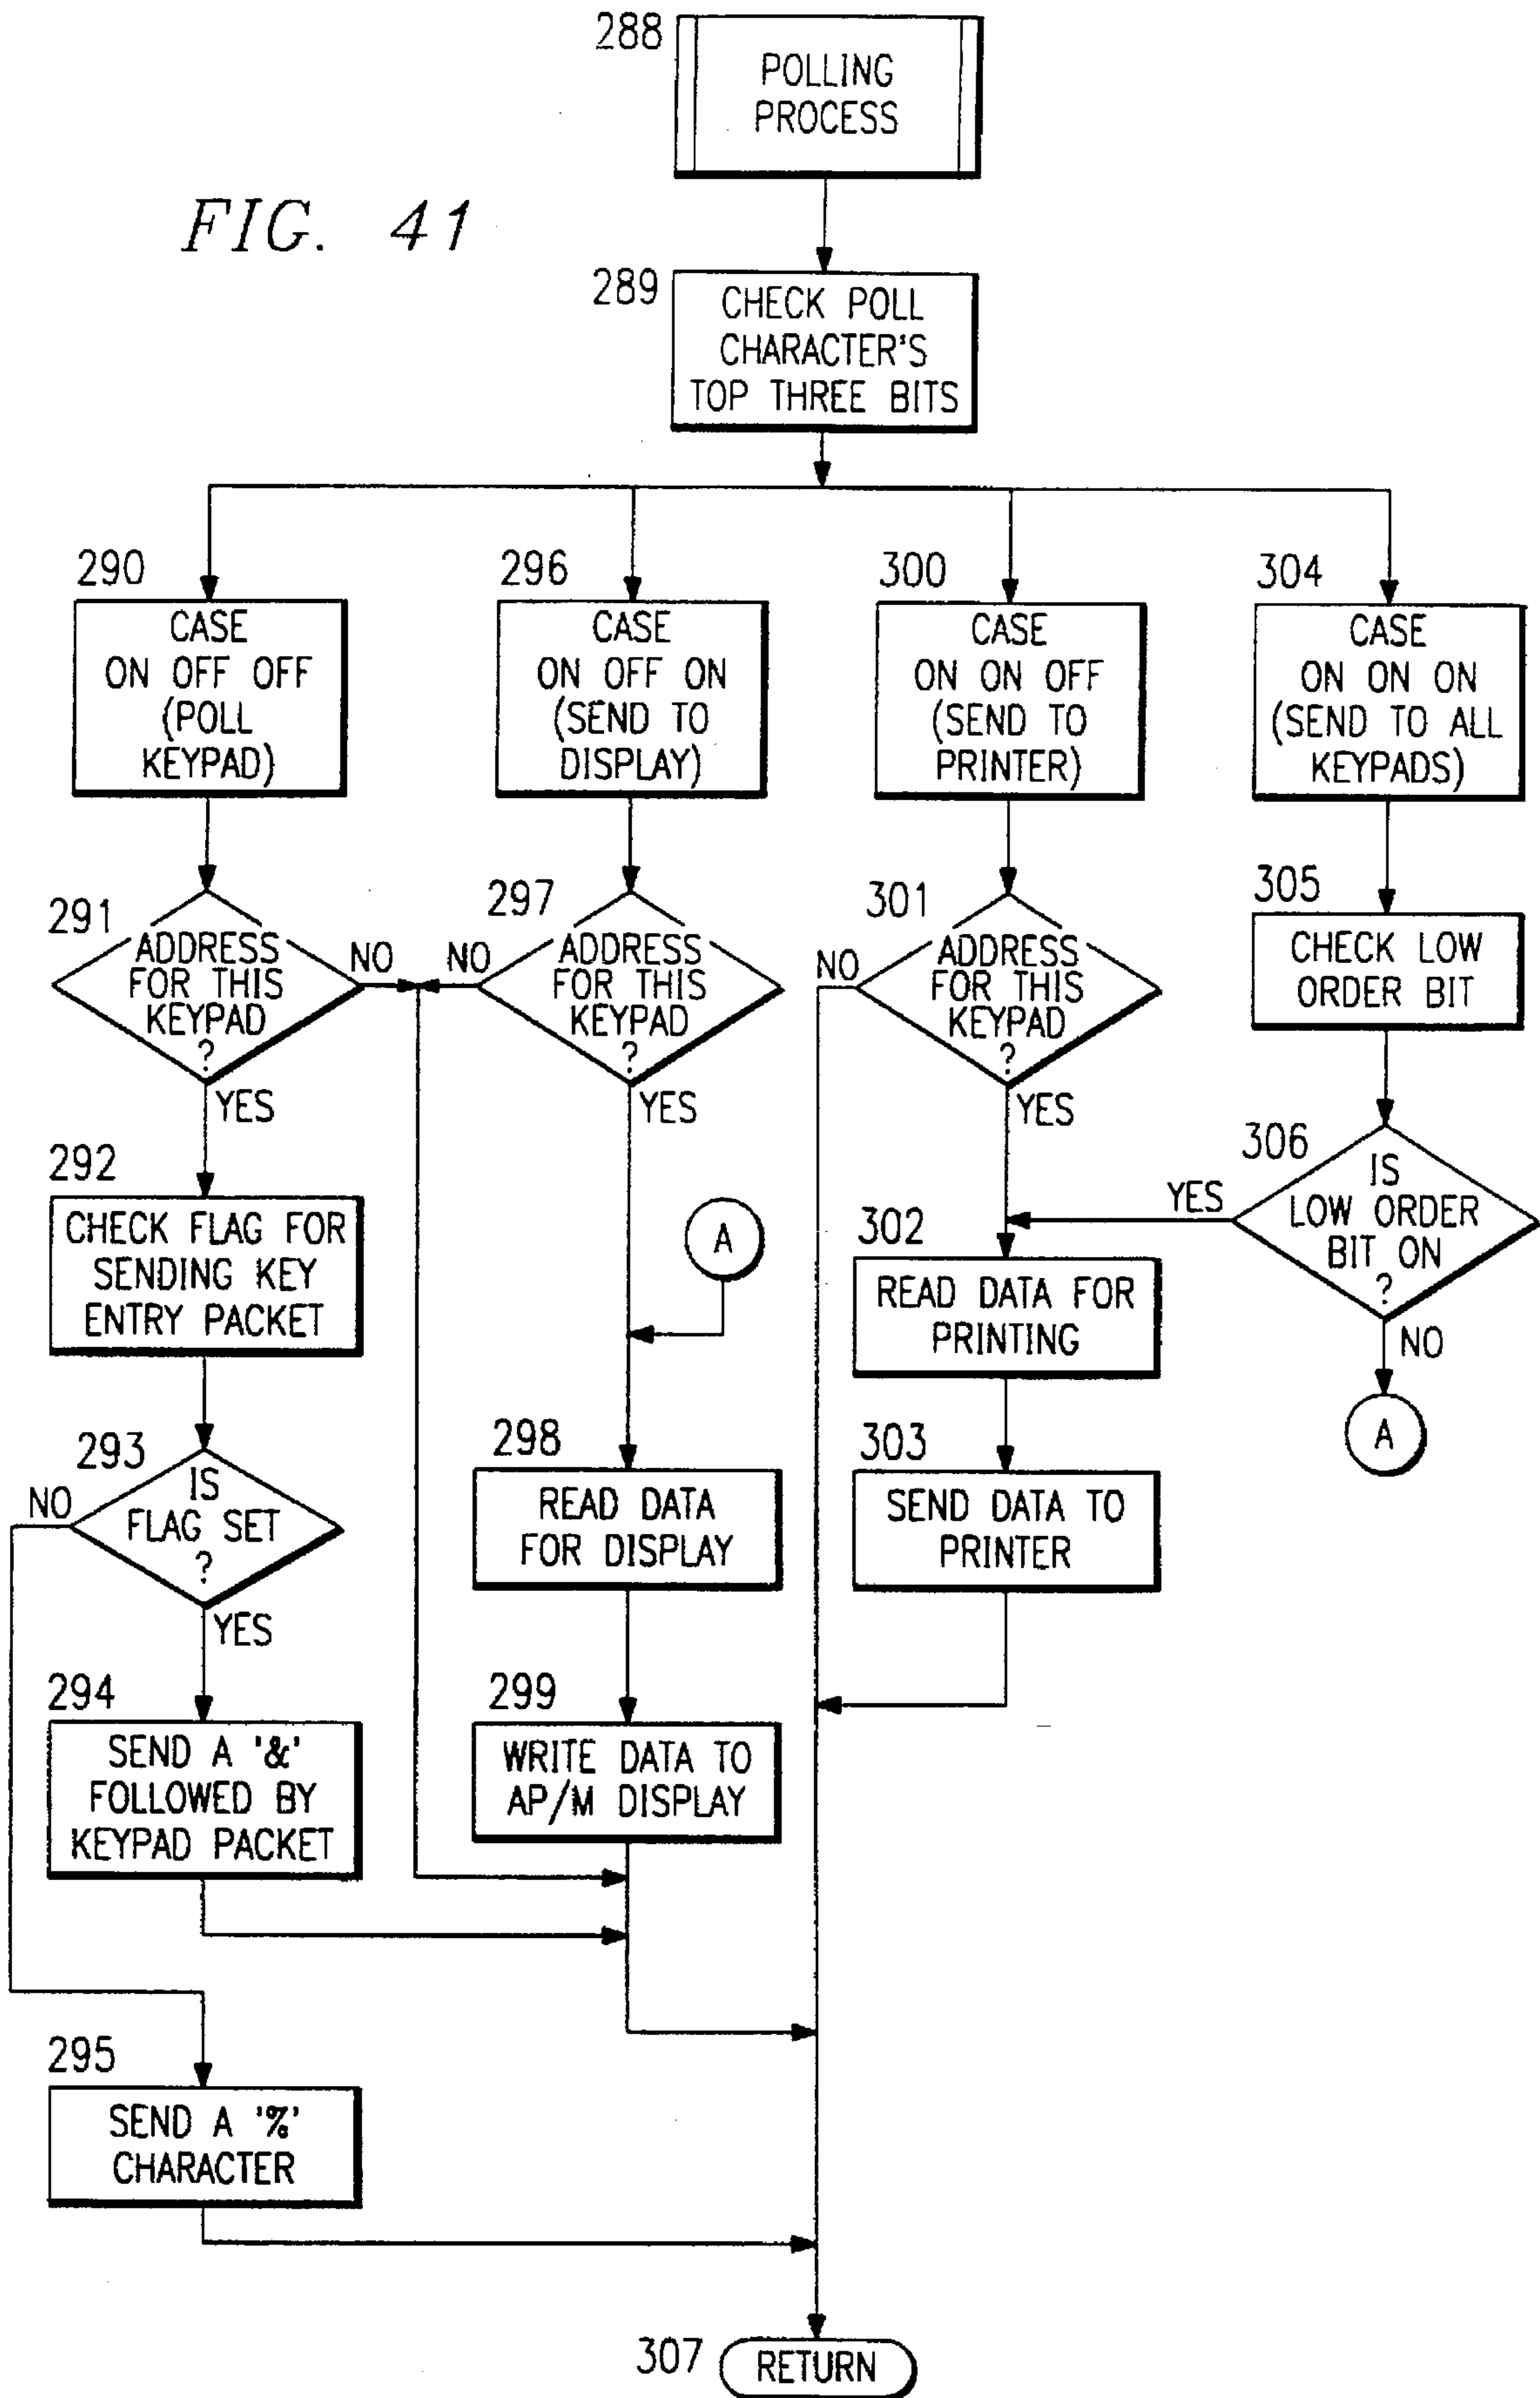 288
POLLING
PROCESS
FIG. 41
289
CHECK POLL
CHARACTER'S
TOP THREE BITS
290
CASE
ON OFF OFF
(POLL
KEYPAD)
296
CASE
ON OFF ON
(SEND TO
DISPLAY)
300
CASE
ON ON OFF
(SEND TO
PRINTER)
304
CASE
ON ON ON
(SEND TO ALL
KEYPADS)
291
ADDRESS
FOR THIS
KEYPAD
?
NO
YES
297
ADDRESS
FOR THIS
KEYPAD
?
NO
YES
301
ADDRESS
FOR THIS
KEYPAD
?
NO
YES
305
CHECK LOW
ORDER BIT
306
IS
LOW ORDER
BIT ON
?
YES
NO
A
292
CHECK FLAG FOR
SENDING KEY
ENTRY PACKET
A
302
READ DATA FOR
PRINTING
293
IS
FLAG SET
?
NO
YES
298
READ DATA
FOR DISPLAY
303
SEND DATA TO
PRINTER
294
SEND A '&'
FOLLOWED BY
KEYPAD PACKET
299
WRITE DATA TO
AP/M DISPLAY
295
SEND A '%'
CHARACTER
307
RETURN